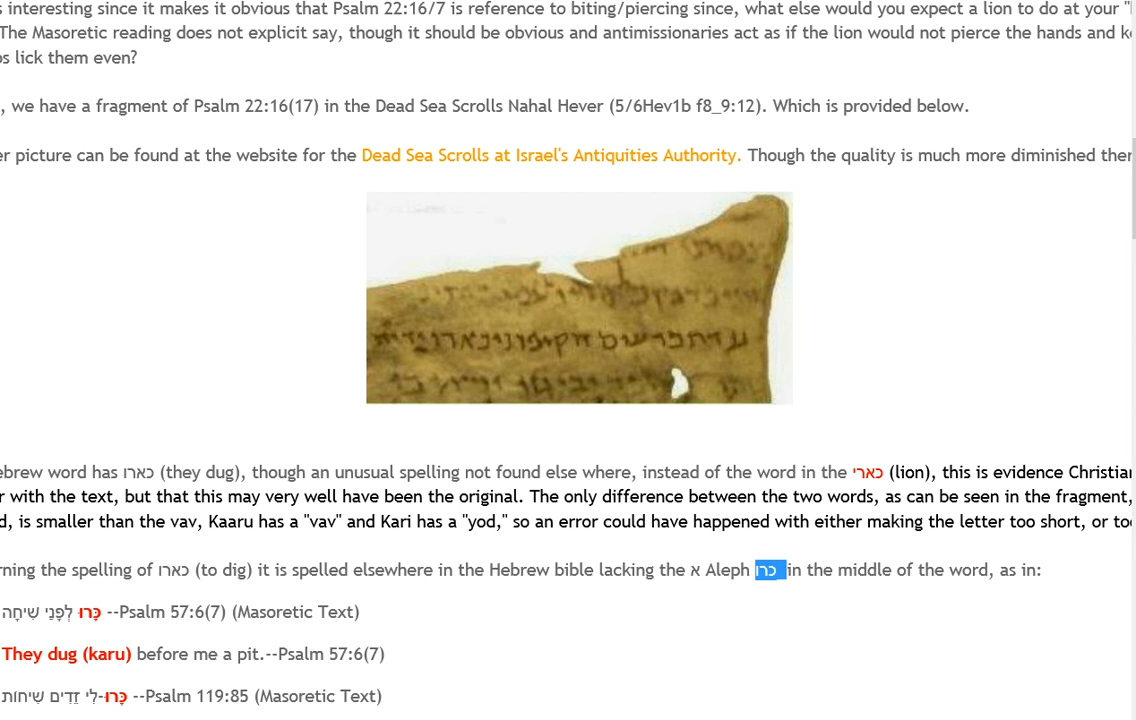 s interesting since it makes it obvious that Psalm 22:16/7 is reference to biting/piercing since, what else would you expect a lion to do at your "
The Masoretic reading does not explicit say, though it should be obvious and antimissionaries act as if the lion would not pierce the hands and k
ps lick them even?
, we have a fragment of Psalm 22:16(17) in the Dead Sea Scrolls Nahal Hever (5/6Hev1b f8_9:12). Which is provided below.
er picture can be found at the website for the Dead Sea Scrolls at Israel's Antiquities Authority. Though the quality is much more diminished ther
ebrew word has כארו (they dug), though an unusual spelling not found else where, instead of the word in the כארי (lion), this is evidence Christian
r with the text, but that this may very well have been the original. The only difference between the two words, as can be seen in the fragment,
d, is smaller than the vav, Kaaru has a "vav" and Kari has a "yod," so an error could have happened with either making the letter too short, or to
rning the spelling of כארו (to dig) it is spelled elsewhere in the Hebrew bible lacking the א Aleph כרו in the middle of the word, as in:
כָּרוּ לְפָנַי שִׁיחָה --Psalm 57:6(7) (Masoretic Text)
They dug (karu) before me a pit.--Psalm 57:6(7)
כָּרוּ-לִי זֵדִים שִׁיחוֹת --Psalm 119:85 (Masoretic Text)